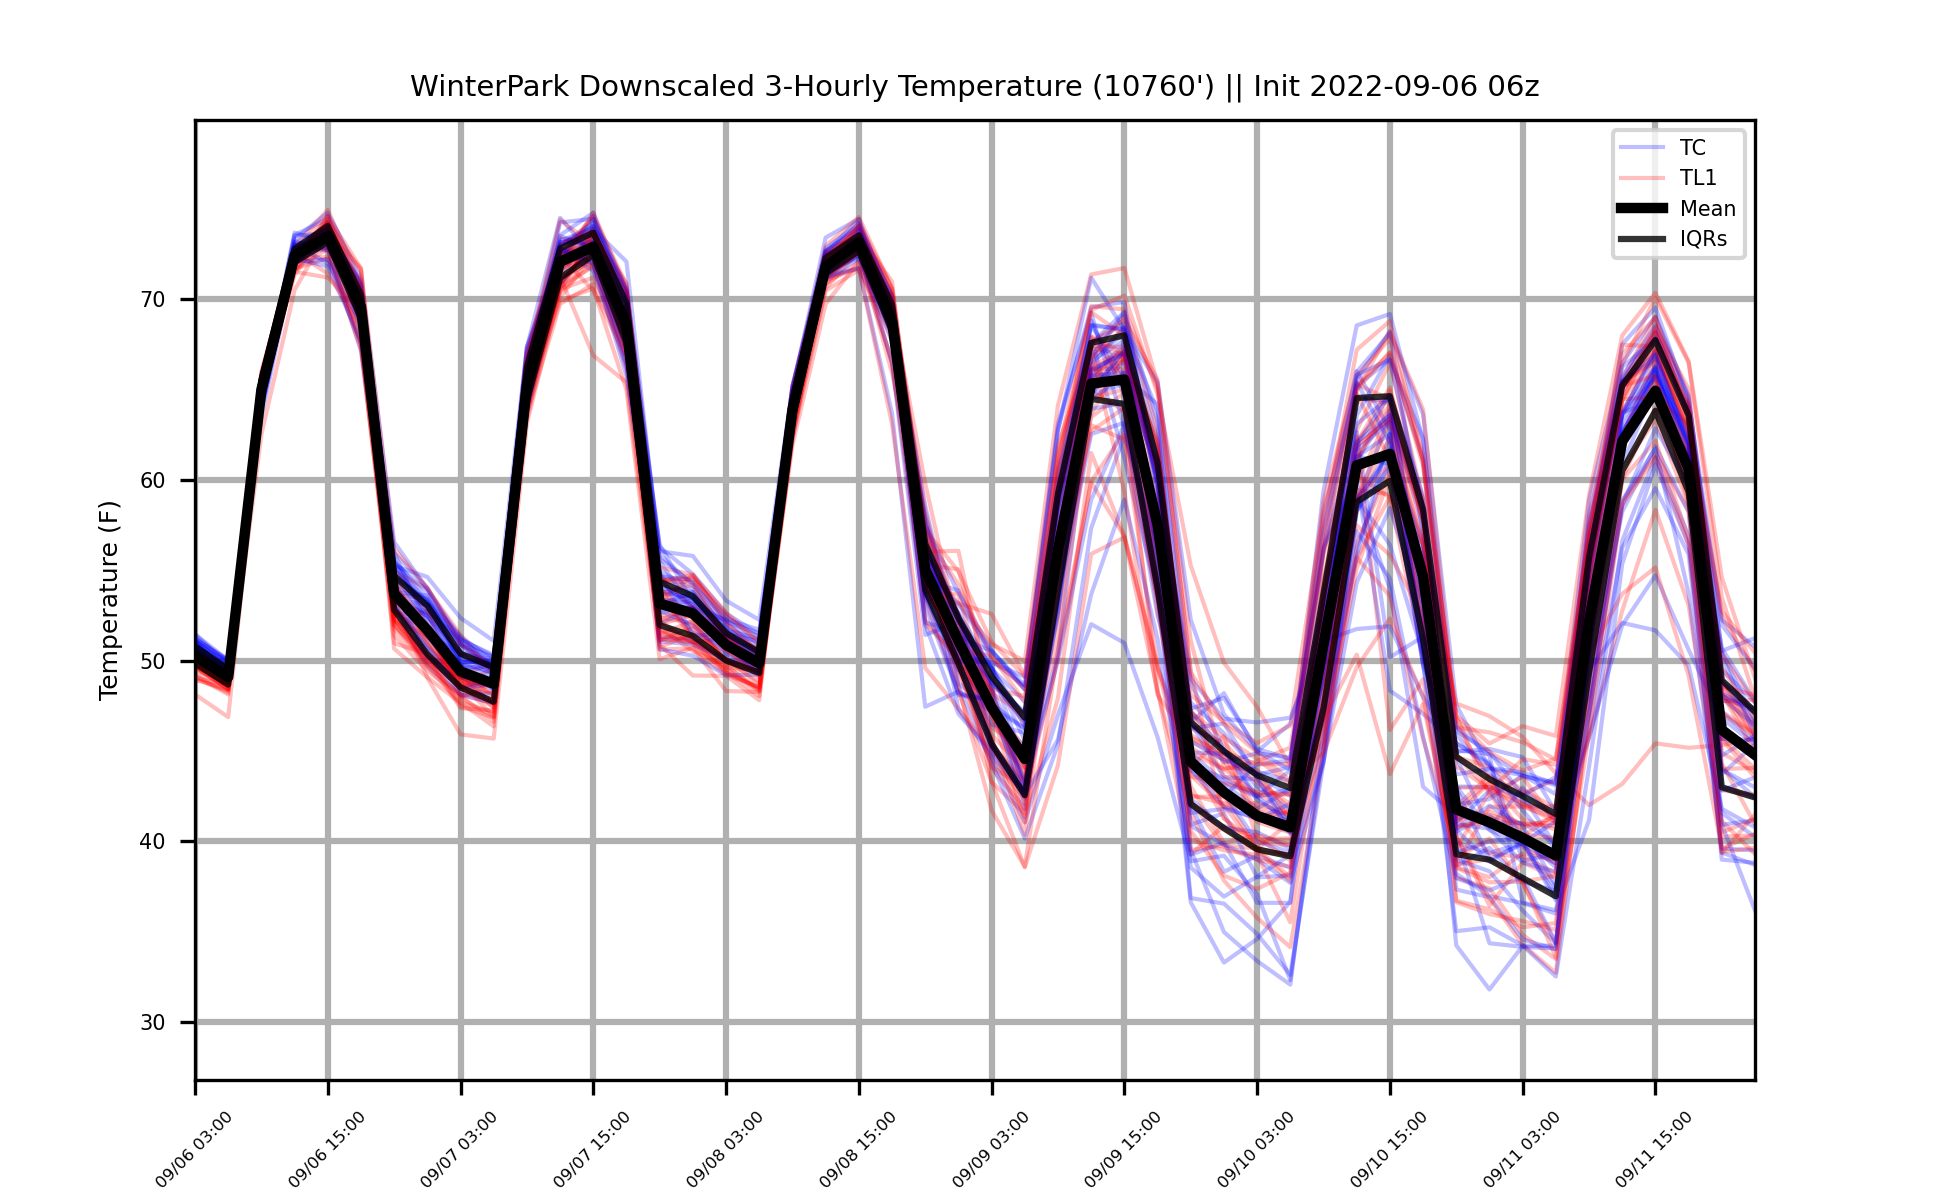 WinterPark Downscaled 3-Hourly Temperature (10760') || Init 2022-09-06 06z
TC
TL1
Mean
IQRs
Temperature (F)
70
60
50
40
30
09/06 03:00
09/06 15:00
09/07 03:00
09/07 15:00
09/08 03:00
09/08 15:00
09/09 03:00
09/09 15:00
09/10 03:00
09/10 15:00
09/11 03:00
09/11 15:00